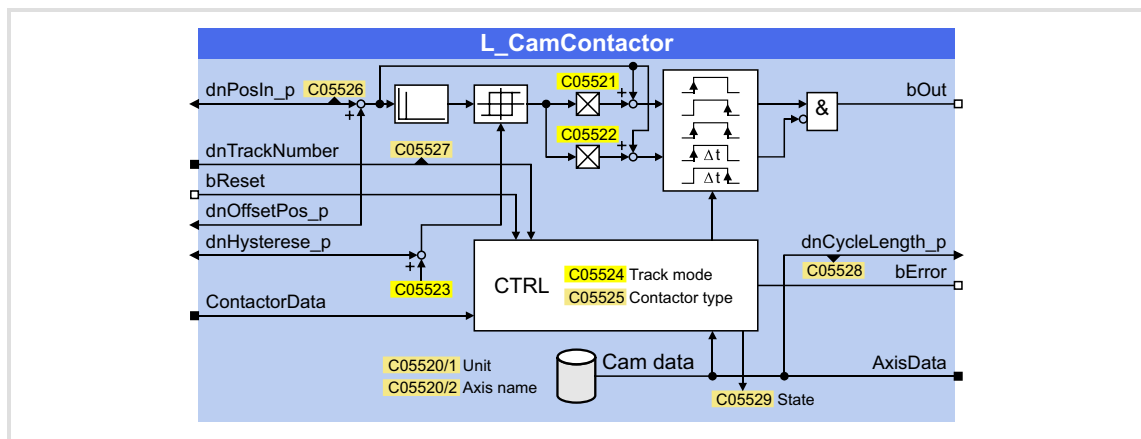 L_CamContactor
dnPosIn_p
C05526
+
C05521
+
C05522
+
Δt
Δt
&
bOut
dnTrackNumber
C05527
bReset
dnOffsetPos_p
dnHysterese_p
+
C05523
ContactorData
CTRL
C05524 Track mode
C05525 Contactor type
dnCycleLength_p
C05528
bError
C05520/1 Unit
C05520/2 Axis name
Cam data
AxisData
C05529 State